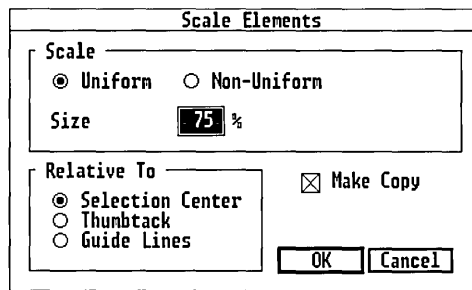 Scale Elements
Scale
Uniform Non-Uniform
Size 75 %
Relative To
Selection Center
Thumbtack
Guide Lines
Make Copy
OK Cancel